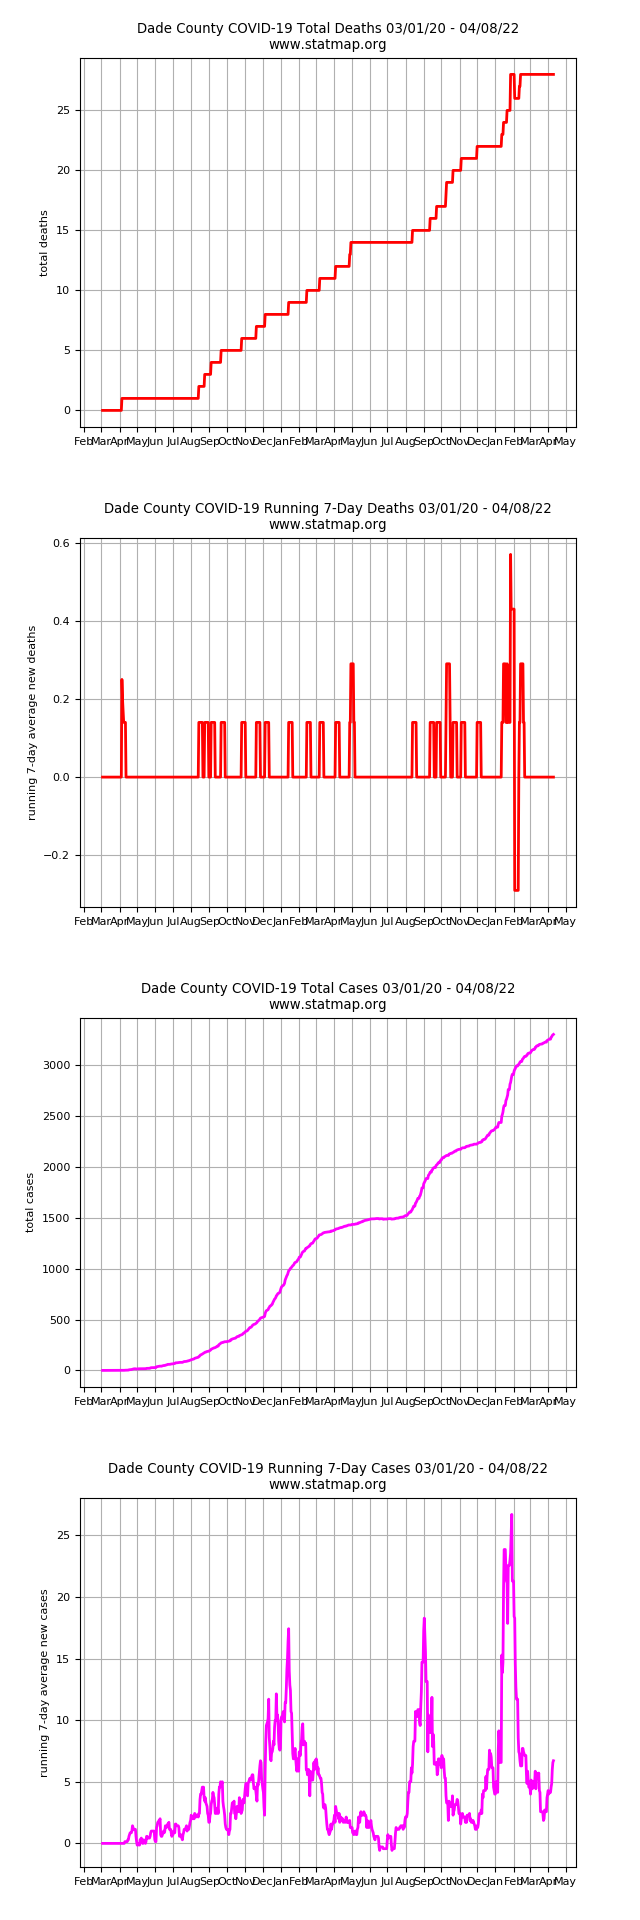 Dade County COVID-19 Total Deaths 03/01/20 - 04/08/22
www.statmap.org
25
20
15
10
5
0
total deaths
Feb Mar Apr May Jun Jul Aug Sep Oct Nov Dec Jan Feb Mar Apr May Jun Jul Aug Sep Oct Nov Dec Jan Feb Mar Apr May
Dade County COVID-19 Running 7-Day Deaths 03/01/20 - 04/08/22
www.statmap.org
0.6
0.4
0.2
0.0
−0.2
running 7-day average new deaths
Feb Mar Apr May Jun Jul Aug Sep Oct Nov Dec Jan Feb Mar Apr May Jun Jul Aug Sep Oct Nov Dec Jan Feb Mar Apr May
Dade County COVID-19 Total Cases 03/01/20 - 04/08/22
www.statmap.org
3000
2500
2000
1500
1000
500
0
total cases
Feb Mar Apr May Jun Jul Aug Sep Oct Nov Dec Jan Feb Mar Apr May Jun Jul Aug Sep Oct Nov Dec Jan Feb Mar Apr May
Dade County COVID-19 Running 7-Day Cases 03/01/20 - 04/08/22
www.statmap.org
25
20
15
10
5
0
running 7-day average new cases
Feb Mar Apr May Jun Jul Aug Sep Oct Nov Dec Jan Feb Mar Apr May Jun Jul Aug Sep Oct Nov Dec Jan Feb Mar Apr May